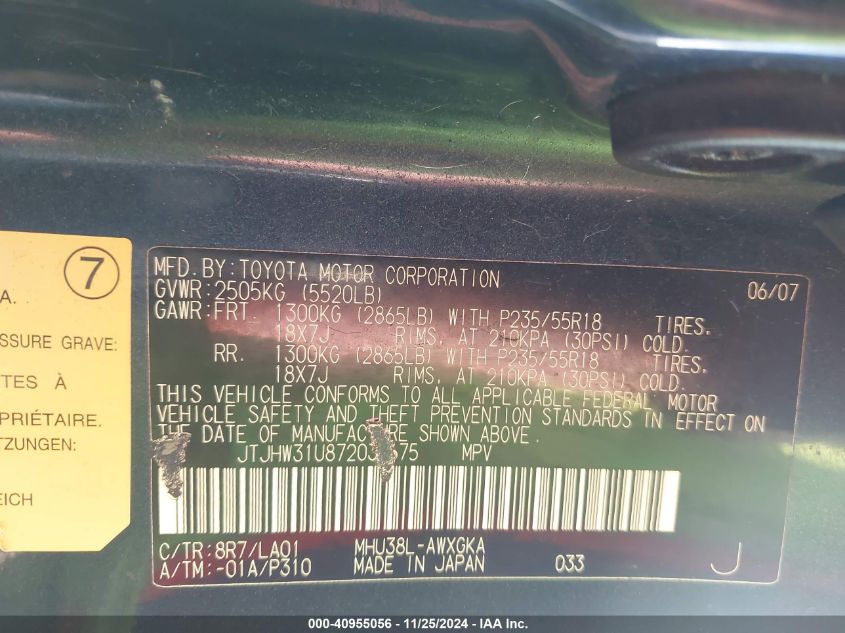 7
A.
SSURE GRAVE:
TES À
PRIÉTAIRE.
TZUNGEN:
EICH
MFD. BY: TOYOTA MOTOR CORPORATION 06/07
GVWR: 2505KG (5520LB)
GAWR: FRT. 1300KG (2865LB) WITH P235/55R18 TIRES,
18X7J RIMS, AT 210KPA (30PSI) COLD.
RR. 1300KG (2865LB) WITH P235/55R18 TIRES,
18X7J RIMS, AT 210KPA (30PSI) COLD.
THIS VEHICLE CONFORMS TO ALL APPLICABLE FEDERAL MOTOR
VEHICLE SAFETY AND THEFT PREVENTION STANDARDS IN EFFECT ON
THE DATE OF MANUFACTURE SHOWN ABOVE.
MPV
C/TR: 8R7/LA01 MHU38L-AWXGKA
A/TM: -01A/P310 MADE IN JAPAN 033 J
000-40955056 - 11/25/2024 - IAA Inc.